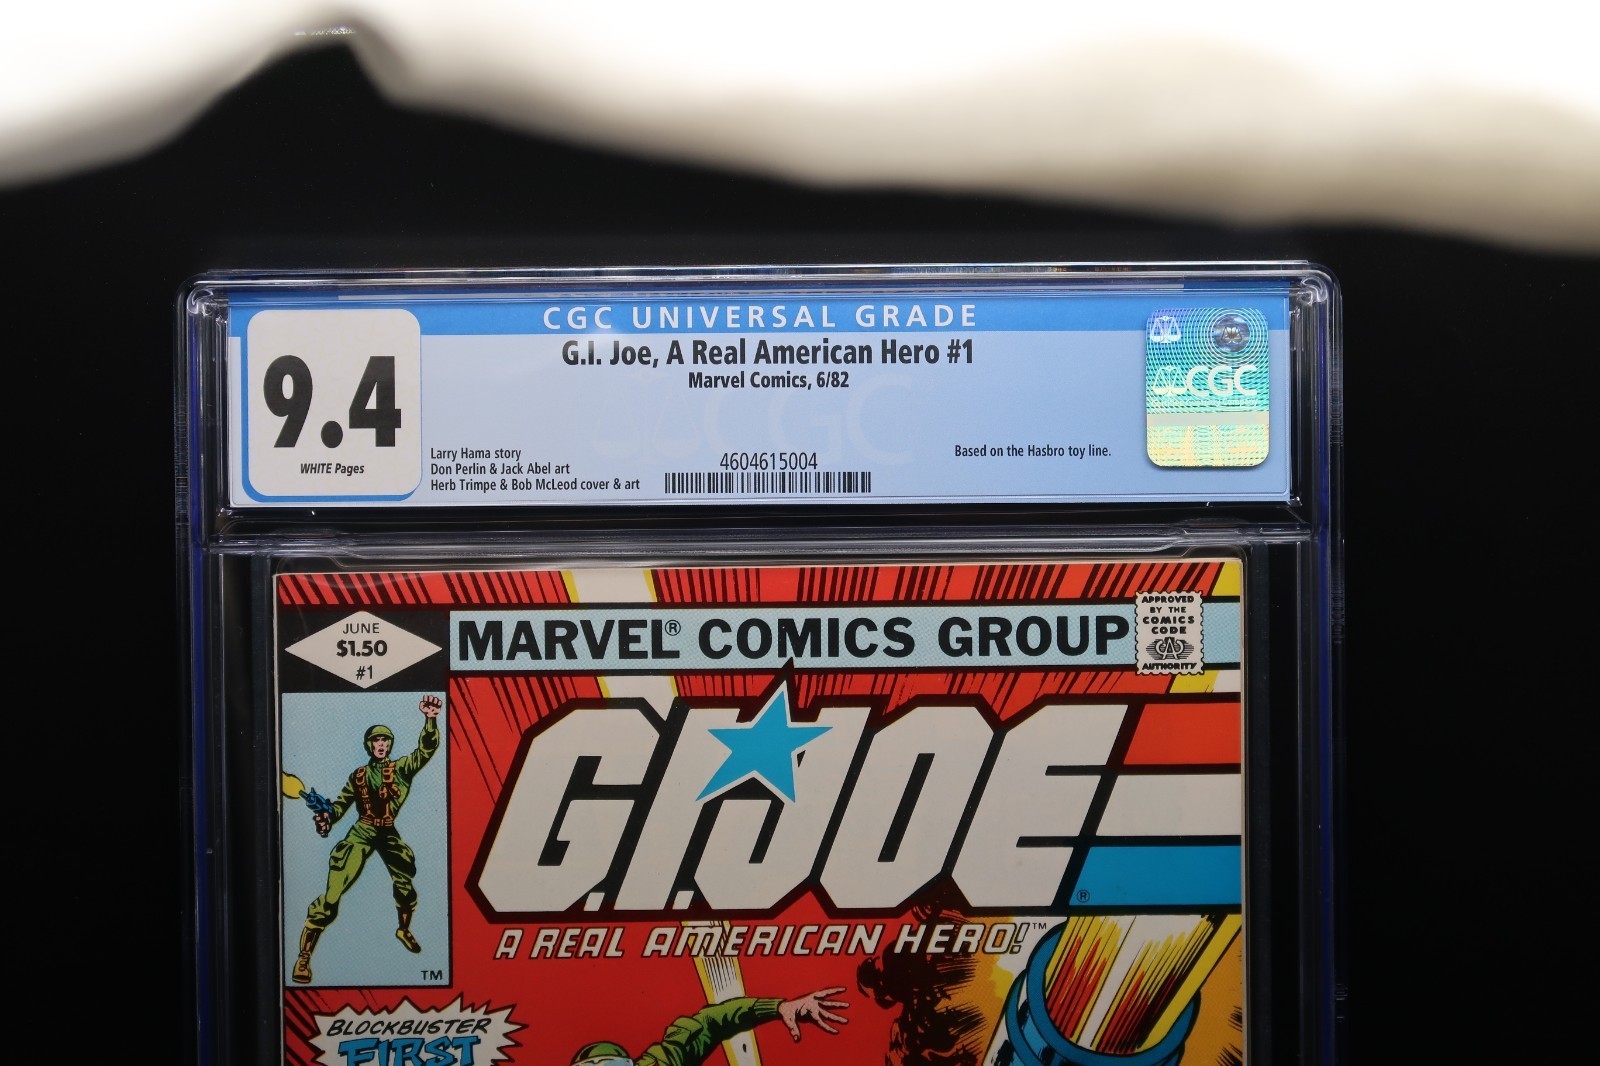 CGC UNIVERSAL GRADE
9.4
WHITE Pages
G.I. Joe, A Real American Hero #1
Marvel Comics, 6/82
Larry Hama story
Don Perlin & Jack Abel art
Herb Trimpe & Bob McLeod cover & art
4604615004
Based on the Hasbro toy line.
CGC
CGC
JUNE
$1.50
#1
MARVEL® COMICS GROUP
APPROVED
BY THE
COMICS
CODE
CA
AUTHORITY
G.I. JOE
®
A REAL AMERICAN HERO!™
TM
BLOCKBUSTER
FIRST